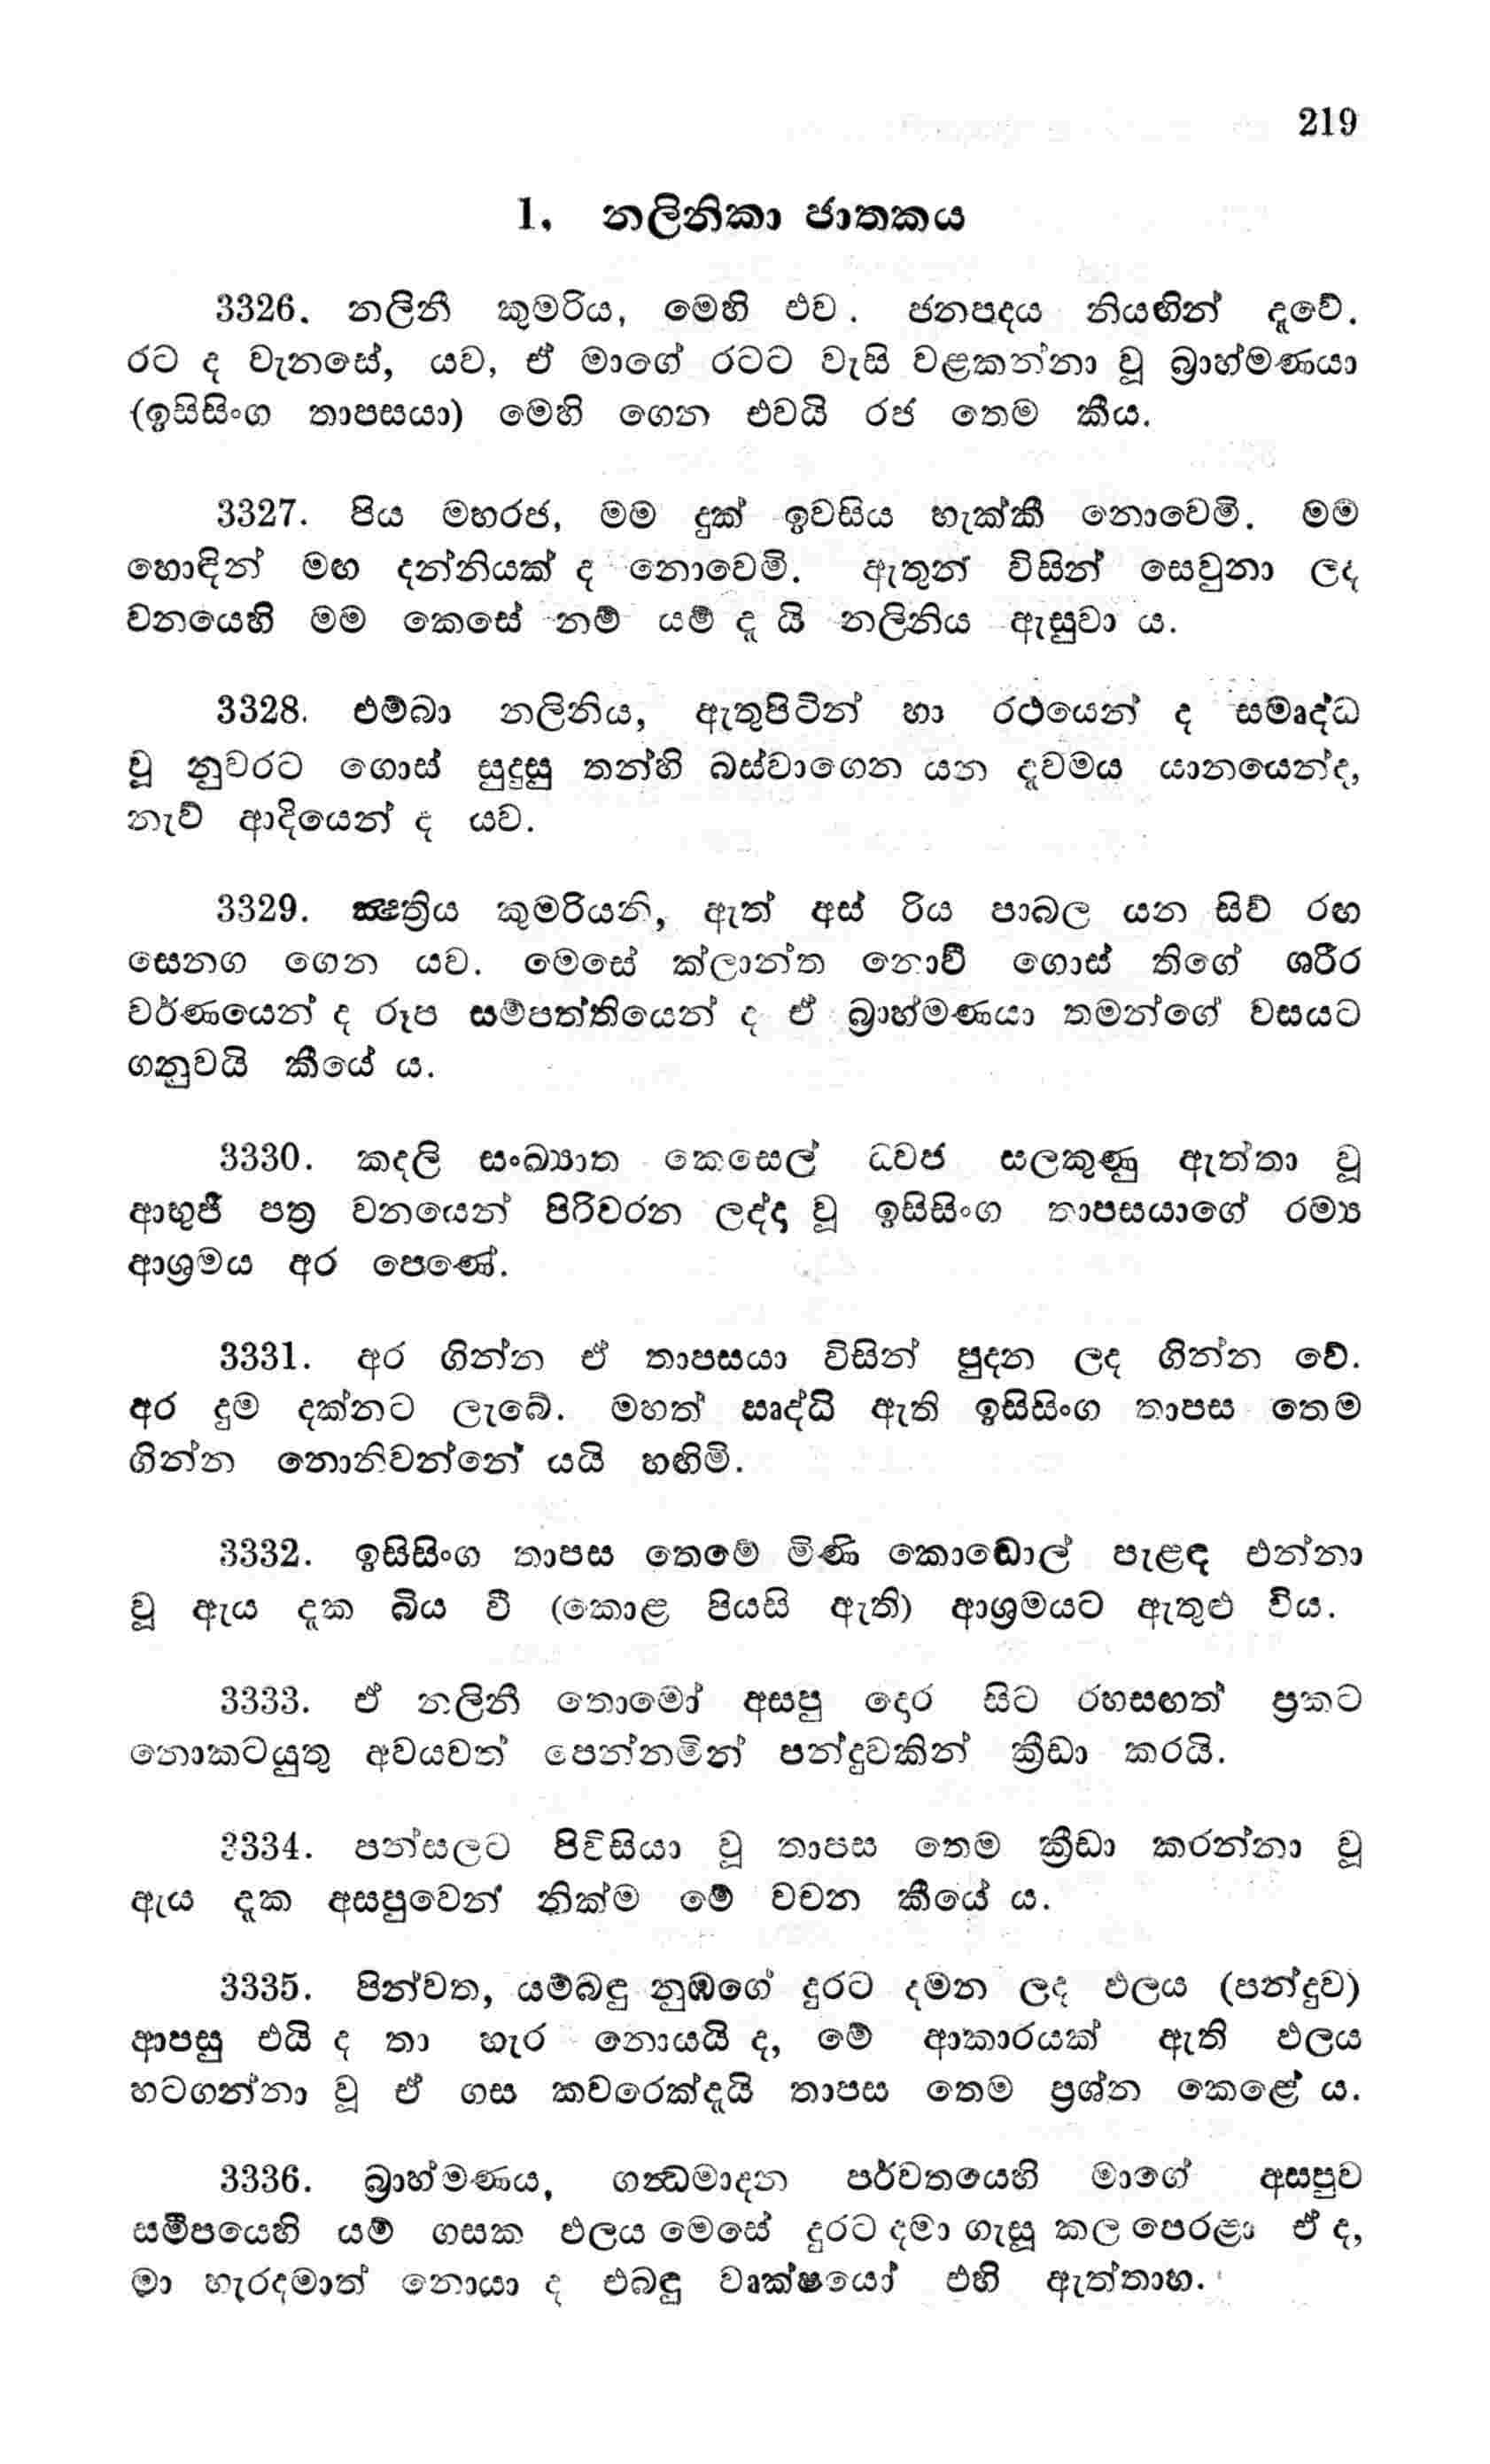 219
1. නලිනිකා ජාතකය
3326. නලිනී කුමරිය, මෙහි එව. ජනපදය නියඟින් දූවේ.
රට ද වැනසේ, යව, ඒ මාගේ රටට වැසි වළකන්නා වූ බ්‍රාහ්මණයා
(ඉසිසිංග තාපසයා) මෙහි ගෙන එවයි රජ තෙම කීය.
3327. පිය මහරජ, මම දුක් ඉවසිය හැක්කී නොවෙමි. මම
හොඳින් මඟ දන්නියක් ද නොවෙමි. ඇතුන් විසින් සෙවුනා ලද
වනයෙහි මම කෙසේ නම් යම් දැ යි නලිනිය ඇසුවා ය.
3328. එම්බා නලිනිය, ඇතුපිටින් හා රථයෙන් ද සමෘද්ධ
වූ නුවරට ගොස් සුදුසු තන්හි බස්වාගෙන යන දැවමය යානයෙන්ද,
නැව් ආදියෙන් ද යව.
3329. ක්‍ෂත්‍රිය කුමරියනි, ඇත් අස් රිය පාබල යන සිව් රඟ
සෙනග ගෙන යව. මෙසේ ක්ලාන්ත නොවී ගොස් තිගේ ශරීර
වර්ණයෙන් ද රූප සම්පත්තියෙන් ද ඒ බ්‍රාහ්මණයා තමන්ගේ වසයට
ගනුවයි කීයේ ය.
3330. කදලි සංඛ්‍යාත කෙසෙල් ධවජ සලකුණු ඇත්තා වූ
ආභුජී පත්‍ර වනයෙන් පිරිවරන ලද්දා වූ ඉසිසිංග තාපසයාගේ රම්‍ය
ආශ්‍රමය අර පෙණේ.
3331. අර ගින්න ඒ තාපසයා විසින් පුදන ලද ගින්න වේ.
අර දුම දක්නට ලැබේ. මහත් සෘද්ධි ඇති ඉසිසිංග තාපස තෙම
ගින්න නොනිවන්නේ යයි හඟිමි.
3332. ඉසිසිංග තාපස තෙමේ මිණි කොඩොල් පැළඳ එන්නා
වූ ඇය දැක බිය වී (කොළ පියසි ඇති) ආශ්‍රමයට ඇතුළු විය.
3333. ඒ නලිනී තොමෝ අසපු දොර සිට රහසඟත් ප්‍රකට
නොකටයුතු අවයවත් පෙන්නමින් පන්දුවකින් ක්‍රීඩා කරයි.
3334. පන්සලට පිවිසියා වූ තාපස තෙම ක්‍රීඩා කරන්නා වූ
ඇය දැක අසපුවෙන් නික්ම මේ වචන කීයේ ය.
3335. පින්වත, යම්බඳු නුඹගේ දුරට දමන ලද ඵලය (පන්දුව)
ආපසු එයි ද තා හැර නොයයි ද, මේ ආකාරයක් ඇති ඵලය
හටගන්නා වූ ඒ ගස කවරෙක්දැයි තාපස තෙම ප්‍රශ්න කෙළේ ය.
3336. බ්‍රාහ්මණය, ගන්‍ධමාදන පර්වතයෙහි මාගේ අසපුව
සමීපයෙහි යම් ගසක ඵලය මෙසේ දුරට දමා ගැසූ කල පෙරළා ඒ ද,
මා හැරදමාත් නොයා ද එබඳු වෘක්ෂයෝ එහි ඇත්තාහ.